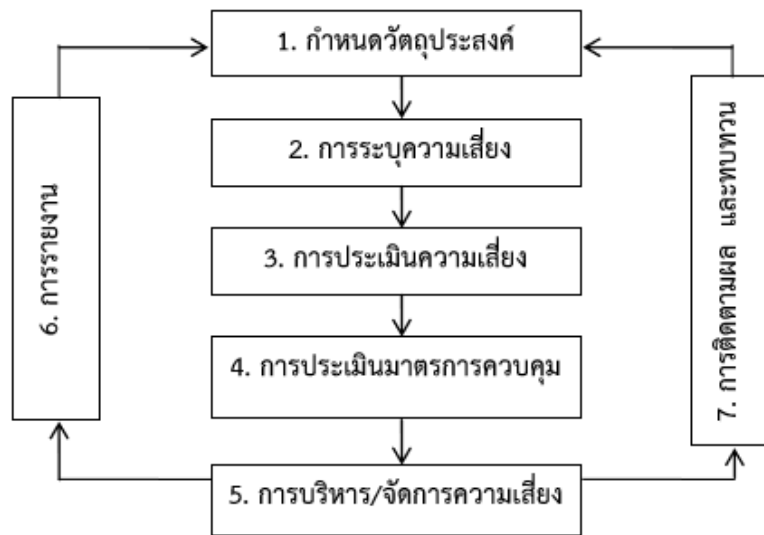 1. กำหนดวัตถุประสงค์
2. การระบุความเสี่ยง
3. การประเมินความเสี่ยง
4. การประเมินมาตรการควบคุม
5. การบริหาร/จัดการความเสี่ยง
6. การรายงาน
7. การติดตามผล และทบทวน